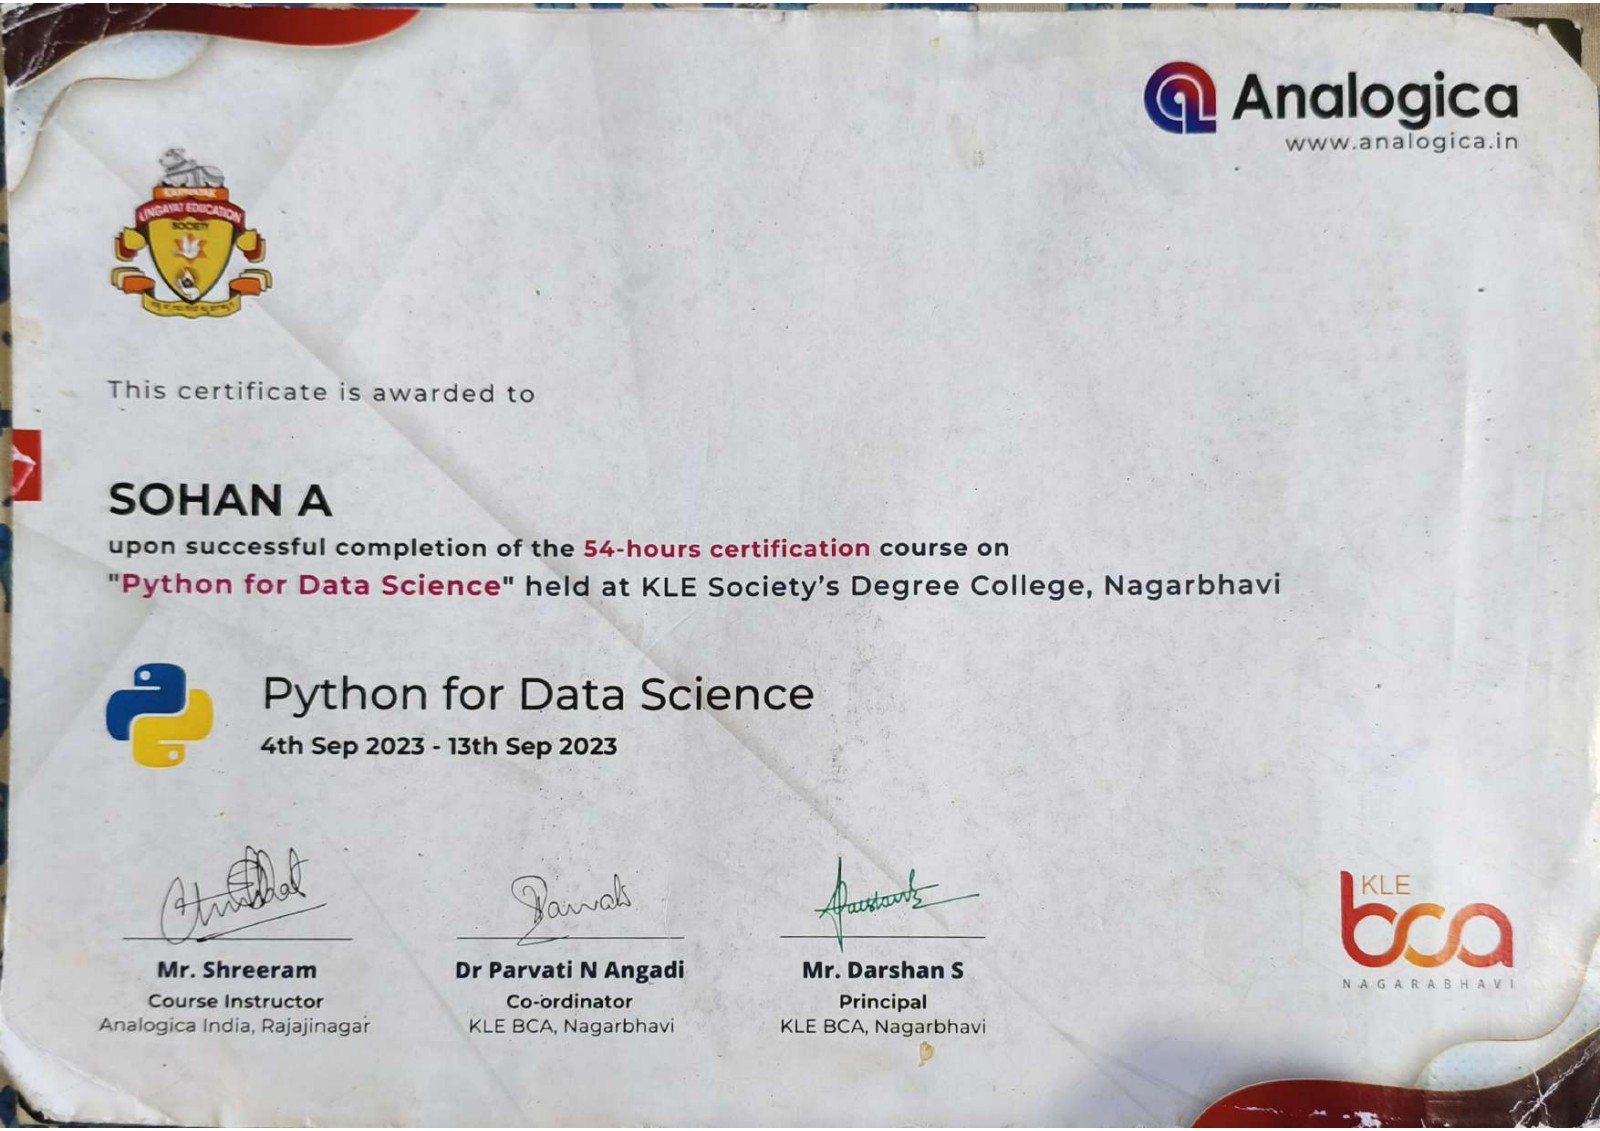 Analogica
www.analogica.in
KARNATAK
LINGAYAT EDUCATION
SOCIETY
This certificate is awarded to
SOHAN A
upon successful completion of the 54-hours certification course on
"Python for Data Science" held at KLE Society's Degree College, Nagarbhavi
Python for Data Science
4th Sep 2023 - 13th Sep 2023
Mr. Shreeram
Course Instructor
Analogica India, Rajajinagar
Dr Parvati N Angadi
Co-ordinator
KLE BCA, Nagarbhavi
Mr. Darshan S
Principal
KLE BCA, Nagarbhavi
KLE
bca
NAGARABHAVI